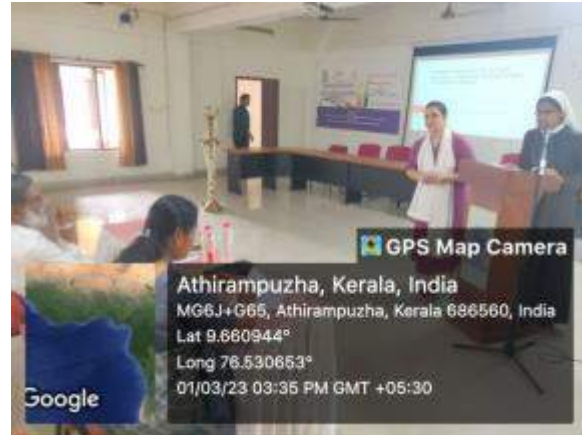 GPS Map Camera
Athirampuzha, Kerala, India
MG6J+G65, Athirampuzha, Kerala 686560, India
Lat 9.660944°
Long 76.530653°
01/03/23 03:35 PM GMT +05:30
Google